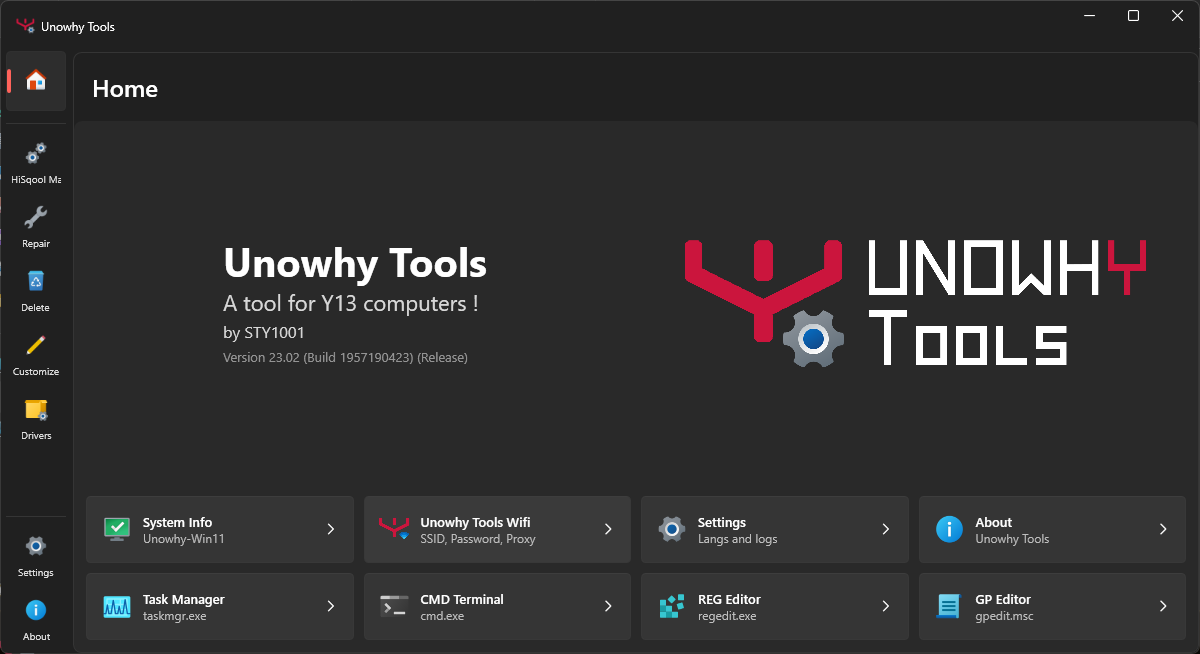 Unowhy Tools
Home
HiSqool Ma
Repair
Delete
Customize
Drivers
Settings
About
Unowhy Tools
A tool for Y13 computers !
by STY1001
Version 23.02 (Build 1957190423) (Release)
UNOWHY
TOOLS
System Info
Unowhy-Win11
Unowhy Tools Wifi
SSID, Password, Proxy
Settings
Langs and logs
About
Unowhy Tools
Task Manager
taskmgr.exe
CMD Terminal
cmd.exe
REG Editor
regedit.exe
GP Editor
gpedit.msc